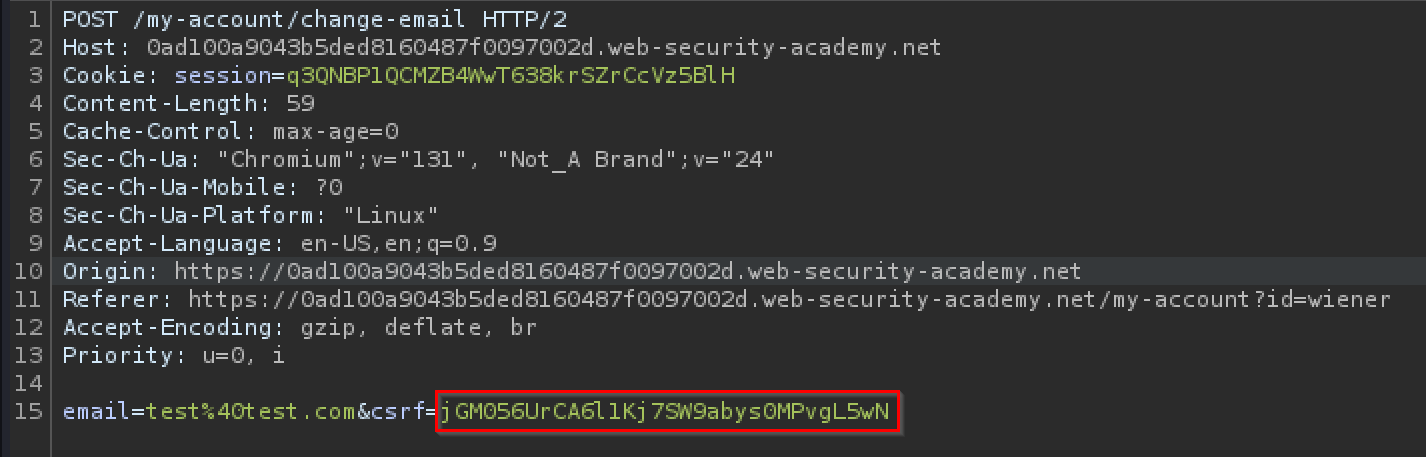 1 POST /my-account/change-email HTTP/2
2 Host: 0ad100a9043b5ded8160487f0097002d.web-security-academy.net
3 Cookie: session=q3QNBPlQCMZB4WwT638krSZrCcVz5BlH
4 Content-Length: 59
5 Cache-Control: max-age=0
6 Sec-Ch-Ua: "Chromium";v="131", "Not_A Brand";v="24"
7 Sec-Ch-Ua-Mobile: ?0
8 Sec-Ch-Ua-Platform: "Linux"
9 Accept-Language: en-US,en;q=0.9
10 Origin: https://0ad100a9043b5ded8160487f0097002d.web-security-academy.net
11 Referer: https://0ad100a9043b5ded8160487f0097002d.web-security-academy.net/my-account?id=wiener
12 Accept-Encoding: gzip, deflate, br
13 Priority: u=0, i
14
15 email=test%40test.com&csrf=jGM056UrCA6l1Kj7SW9abys0MPvgL5wN